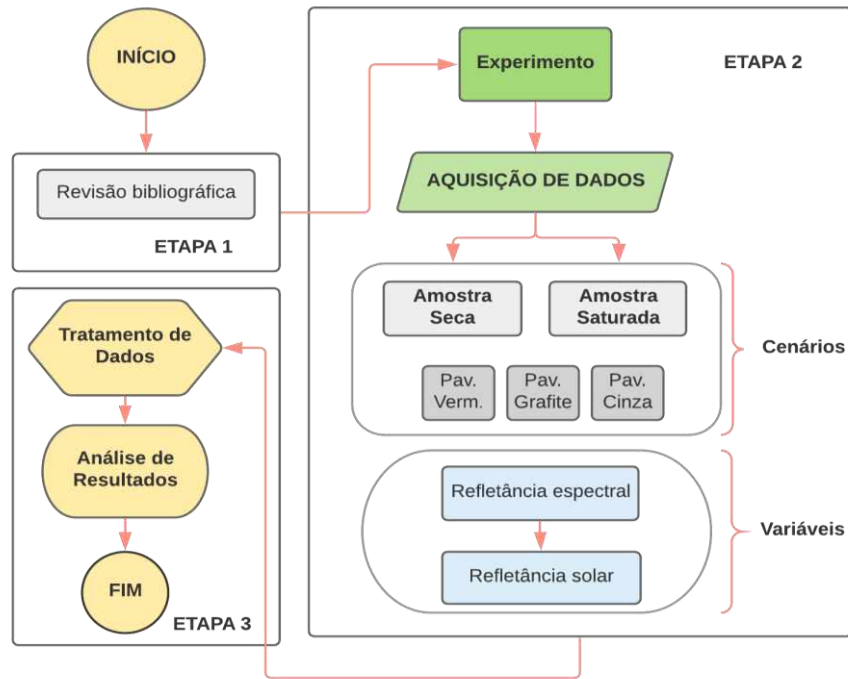 INÍCIO
Revisão bibliográfica
ETAPA 1
Experimento
ETAPA 2
AQUISIÇÃO DE DADOS
Amostra
Seca
Amostra
Saturada
Pav.
Verm.
Pav.
Grafite
Pav.
Cinza
Cenários
Refletância espectral
Refletância solar
Variáveis
Tratamento de
Dados
Análise de
Resultados
FIM
ETAPA 3